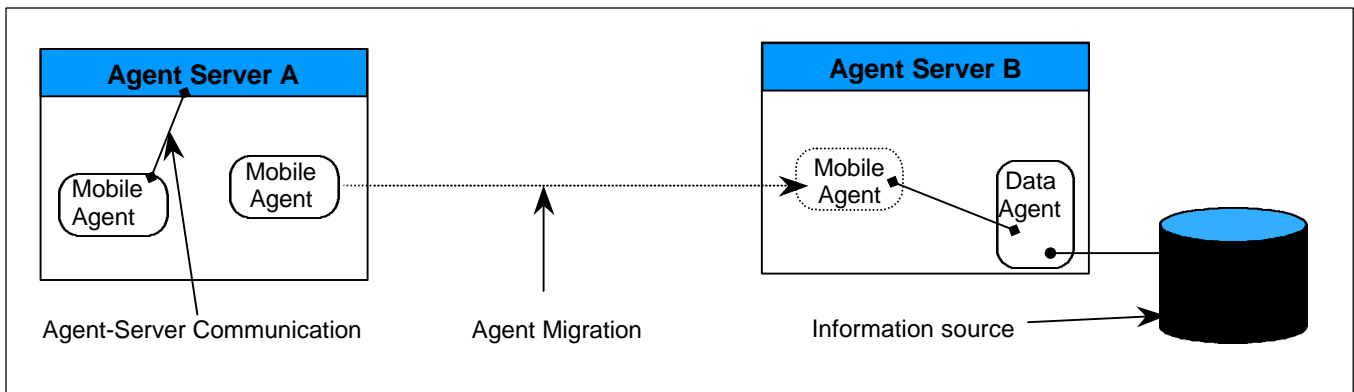 Agent Server A
Agent Server B
Mobile
Agent
Mobile
Agent
Mobile
Agent
Data
Agent
Agent-Server Communication
Agent Migration
Information source